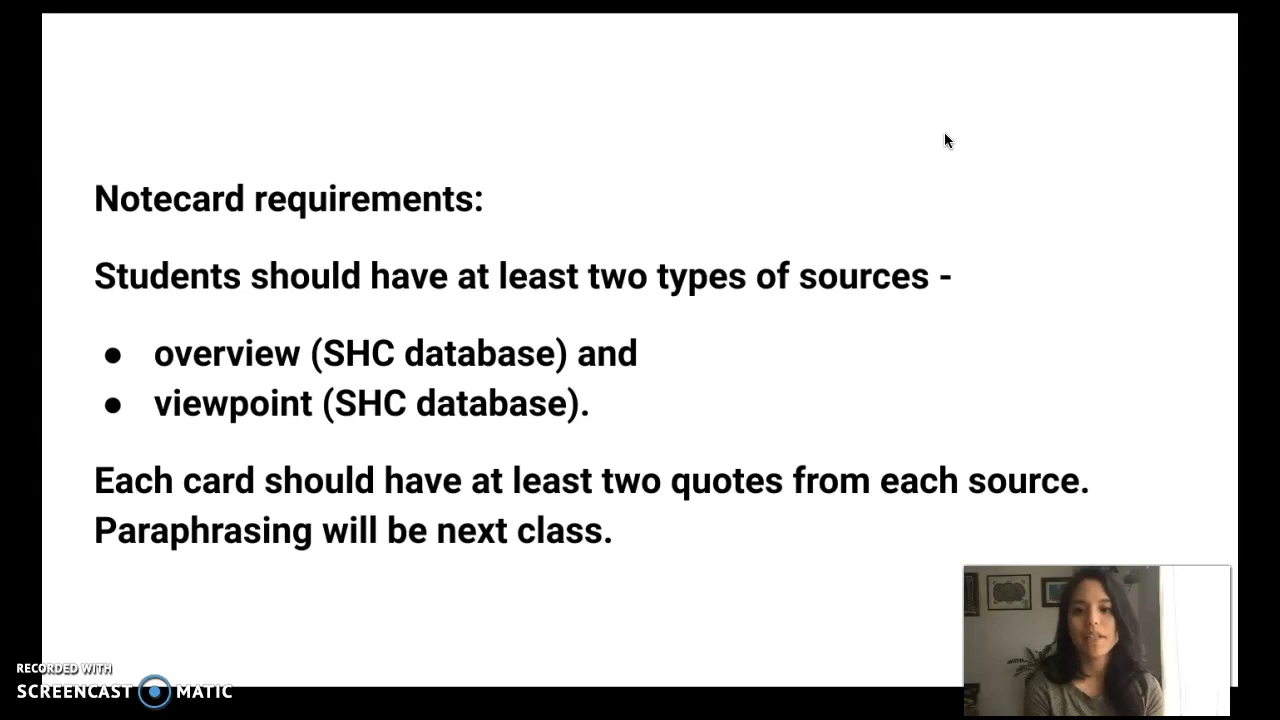 Notecard requirements:
Students should have at least two types of sources -
● overview (SHC database) and
● viewpoint (SHC database).
Each card should have at least two quotes from each source.
Paraphrasing will be next class.
RECORDED WITH
SCREENCAST MATIC